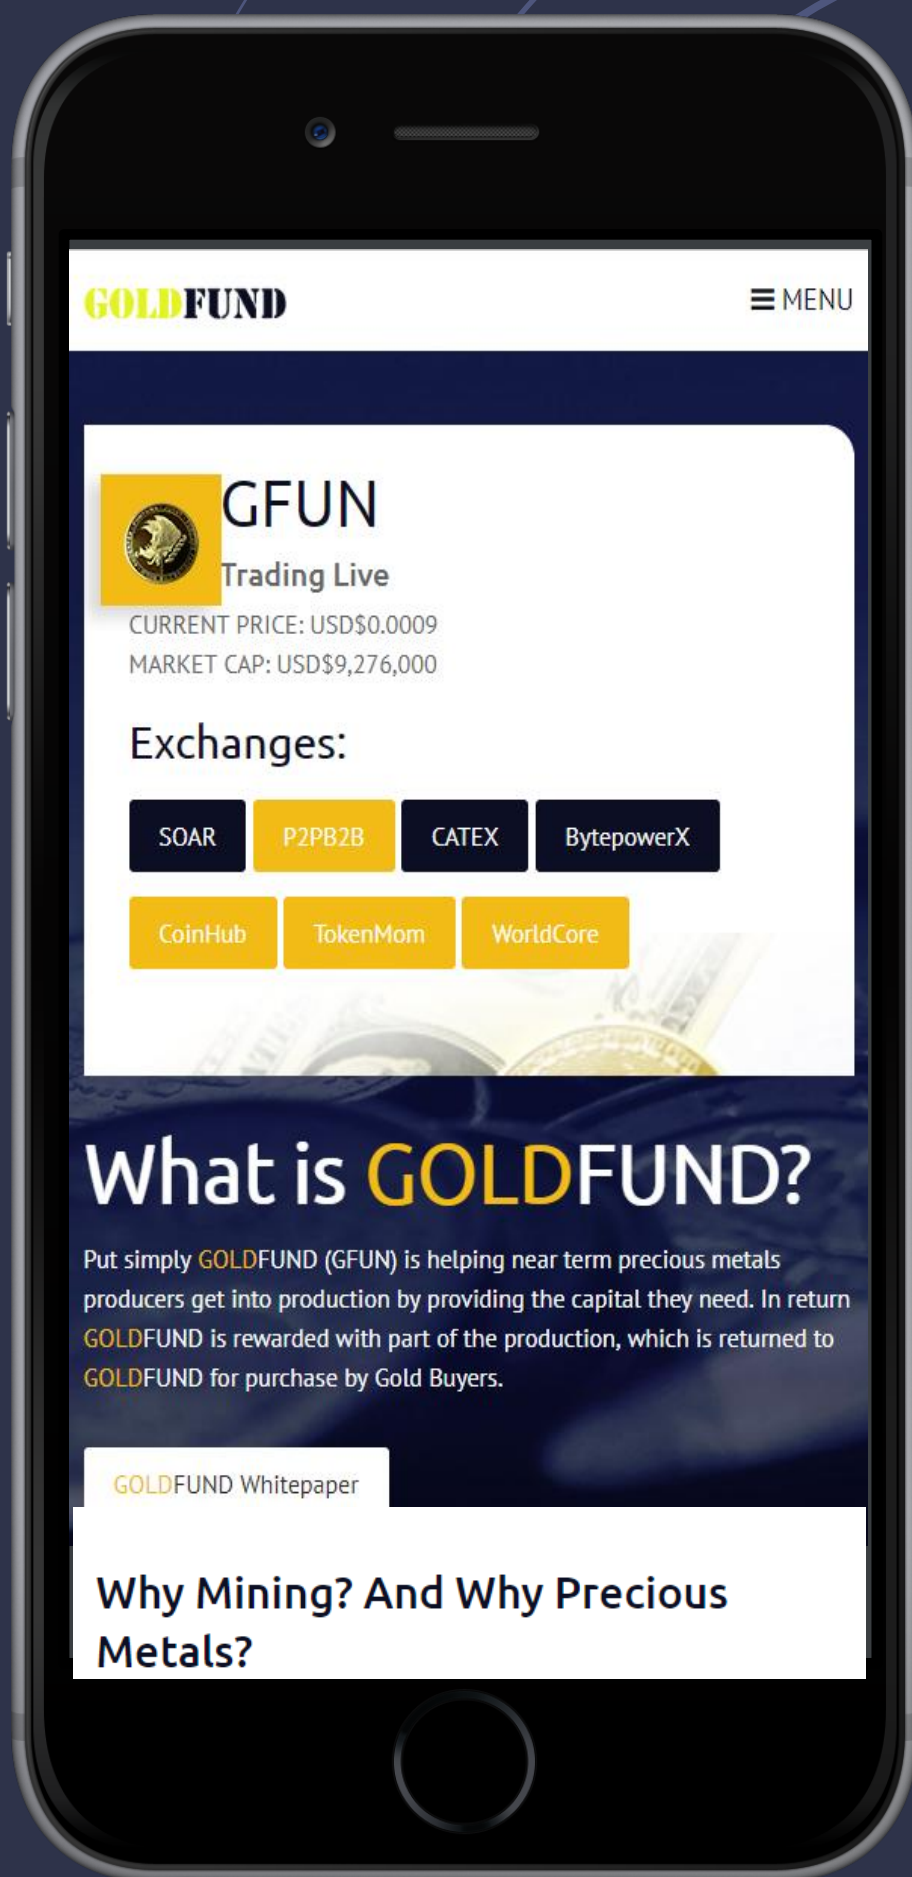 GOLDFUND
MENU
GFUN
Trading Live
CURRENT PRICE: USD$0.0009
MARKET CAP: USD$9,276,000
Exchanges:
SOAR P2PB2B CATEX BytepowerX
CoinHub TokenMom WorldCore
What is GOLDFUND?
Put simply GOLDFUND (GFUN) is helping near term precious metals
producers get into production by providing the capital they need. In return
GOLDFUND is rewarded with part of the production, which is returned to
GOLDFUND for purchase by Gold Buyers.
GOLDFUND Whitepaper
Why Mining? And Why Precious
Metals?